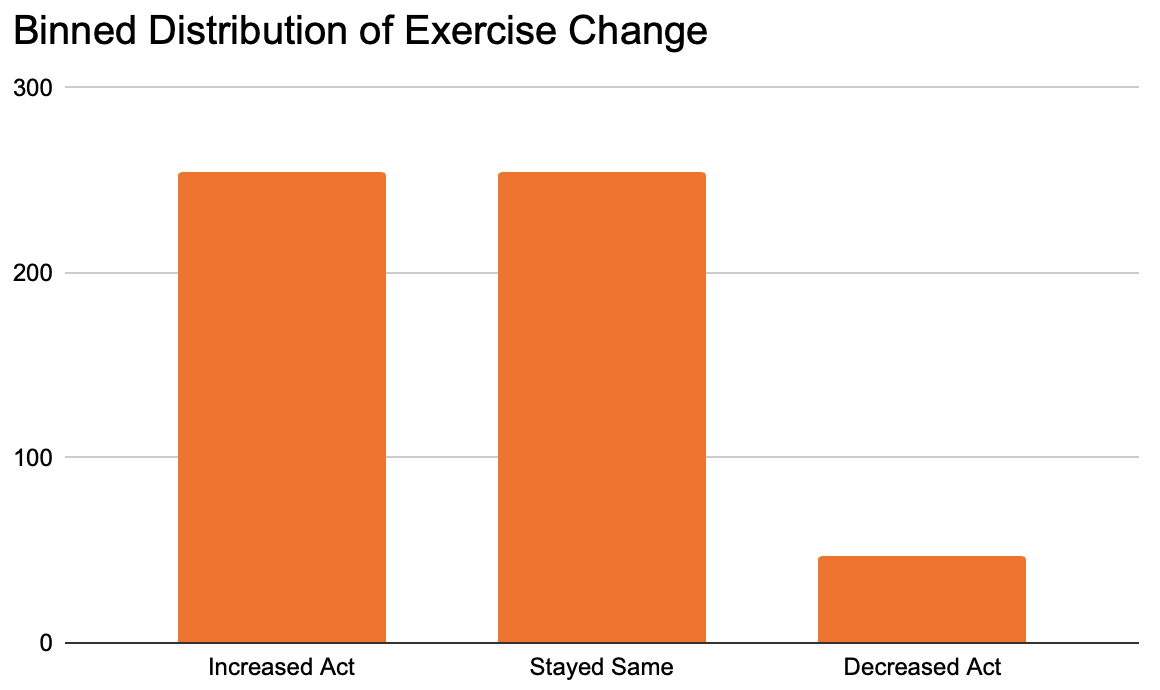 Binned Distribution of Exercise Change
300
200
100
0
Increased Act
Stayed Same
Decreased Act